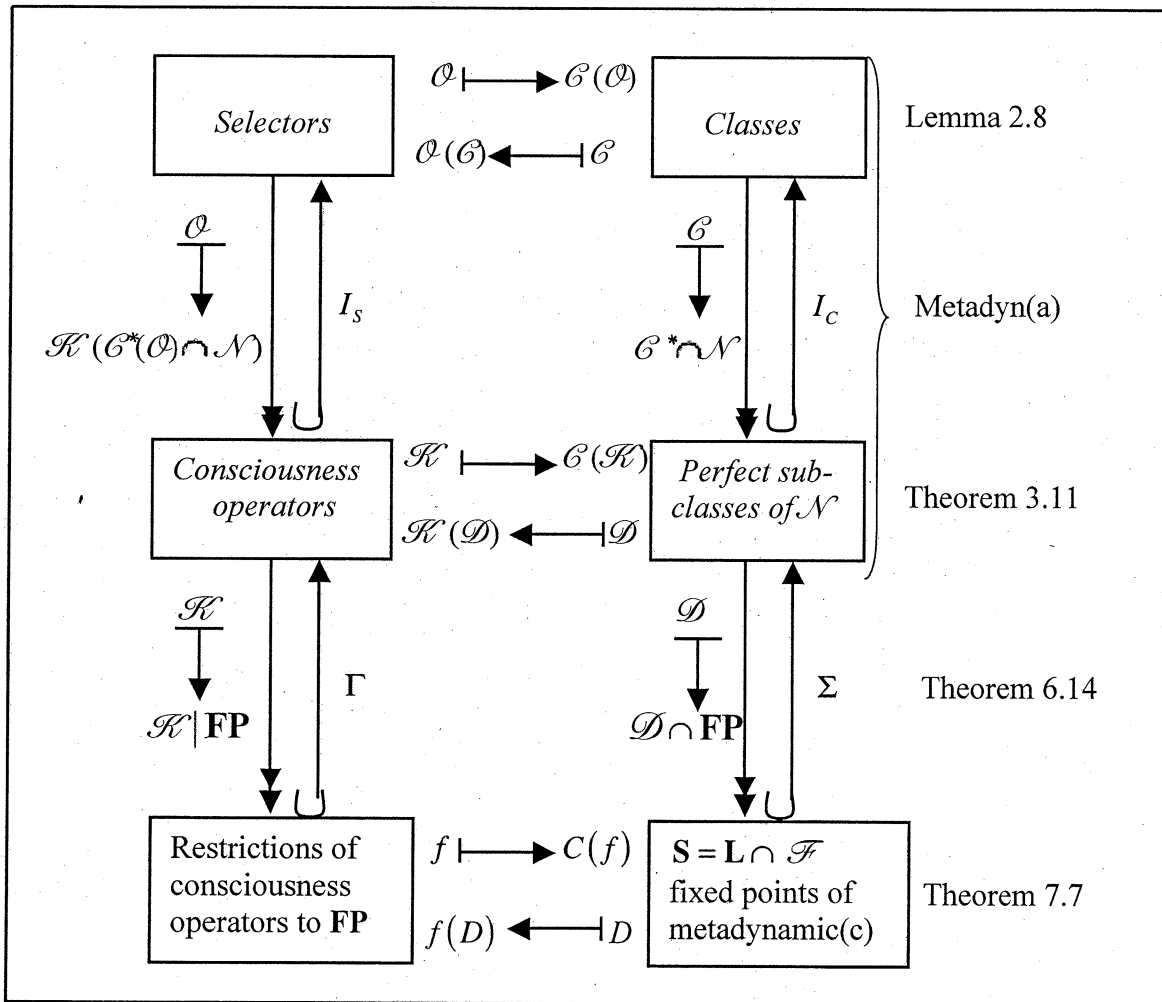 𝒪 ↦ 𝒞(𝒪)
Selectors
Classes
Lemma 2.8
𝒪(𝒞) ↤ 𝒞
𝒪
𝒞
I_S
I_C
Metadyn(a)
𝒦(𝒞*(𝒪)∩𝒩)
𝒞*∩𝒩
Consciousness
operators
𝒦 ↦ 𝒞(𝒦)
𝒦(𝒟) ↤ 𝒟
Perfect sub-
classes of 𝒩
Theorem 3.11
𝒦
𝒟
Γ
Σ
Theorem 6.14
𝒦|FP
𝒟∩FP
Restrictions of
consciousness
operators to FP
f ↦ C(f)
f(D) ↤ D
S = L ∩ ℱ
fixed points of
metadynamic(c)
Theorem 7.7